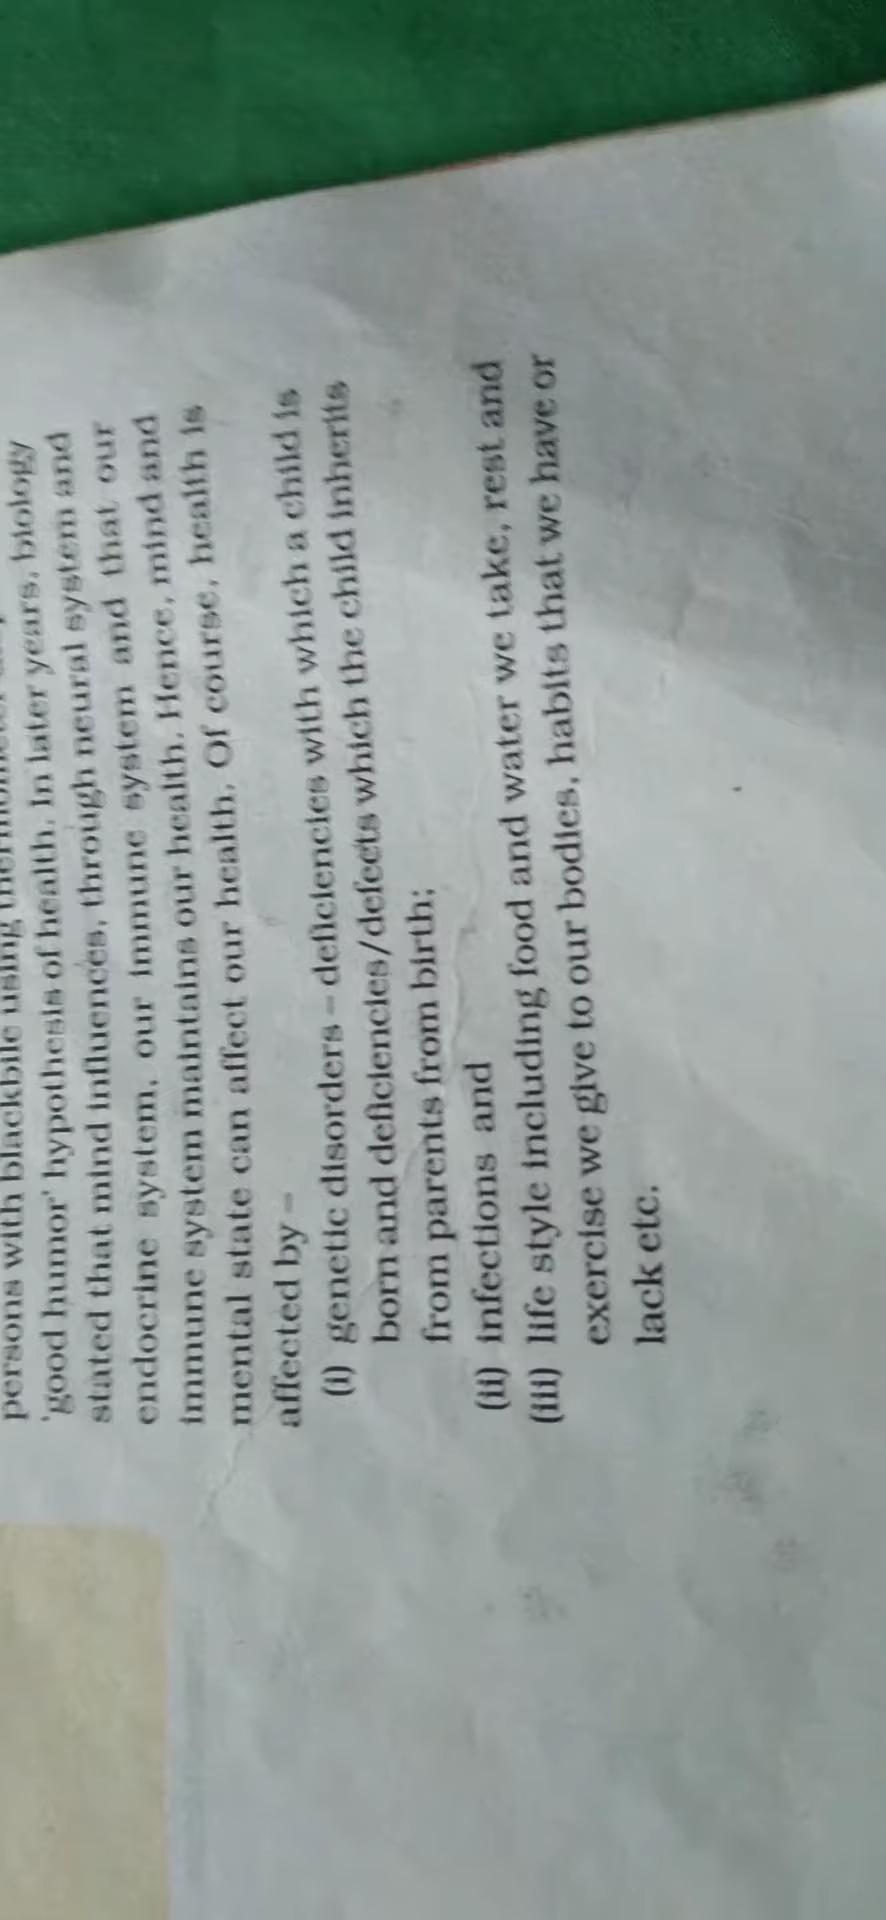 persons with blackbile using
'good humor' hypothesis of health. In later years, biology
stated that mind influences, through neural system and
endocrine system, our immune system and that our
immune system maintains our health. Hence, mind and
mental state can affect our health. Of course, health is
affected by –
(i) genetic disorders – deficiencies with which a child is
born and deficiencies/defects which the child inherits
from parents from birth;
(ii) infections and
(iii) life style including food and water we take, rest and
exercise we give to our bodies, habits that we have or
lack etc.